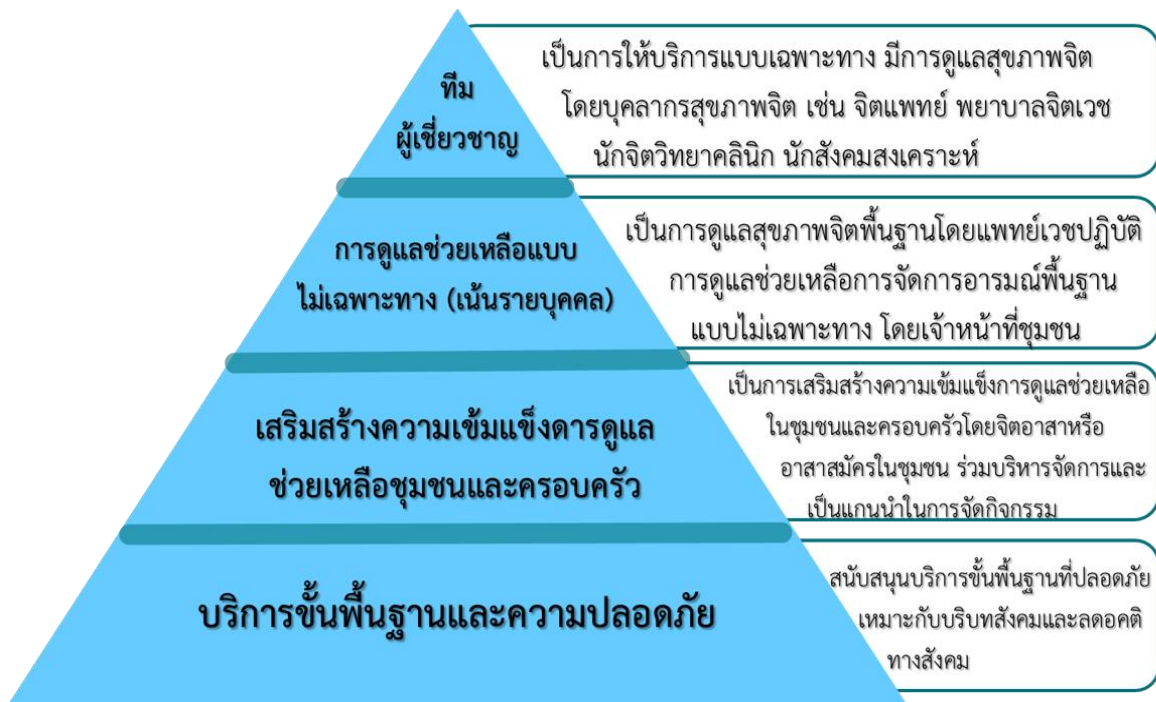 ทีม
ผู้เชี่ยวชาญ
เป็นการให้บริการแบบเฉพาะทาง มีการดูแลสุขภาพจิต
โดยบุคลากรสุขภาพจิต เช่น จิตแพทย์ พยาบาลจิตเวช
นักจิตวิทยาคลินิก นักสังคมสงเคราะห์
การดูแลช่วยเหลือแบบ
ไม่เฉพาะทาง (เน้นรายบุคคล)
เป็นการดูแลสุขภาพจิตพื้นฐานโดยแพทย์เวชปฏิบัติ
การดูแลช่วยเหลือการจัดการอารมณ์พื้นฐาน
แบบไม่เฉพาะทาง โดยเจ้าหน้าที่ชุมชน
เสริมสร้างความเข้มแข็งดารดูแล
ช่วยเหลือชุมชนและครอบครัว
เป็นการเสริมสร้างความเข้มแข็งการดูแลช่วยเหลือ
ในชุมชนและครอบครัวโดยจิตอาสาหรือ
อาสาสมัครในชุมชน ร่วมบริหารจัดการและ
เป็นแกนนำในการจัดกิจกรรม
บริการขั้นพื้นฐานและความปลอดภัย
สนับสนุนบริการขั้นพื้นฐานที่ปลอดภัย
เหมาะกับบริบทสังคมและลดอคติ
ทางสังคม